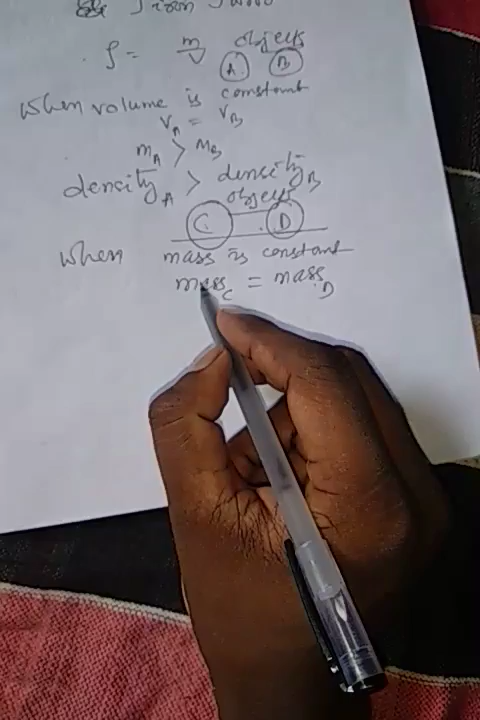 ρ = m/V objects
A B
When volume is constant
V_A = V_B
m_A > m_B
density_A > density_B
objects
C D
When mass is constant
mass_C = mass_D